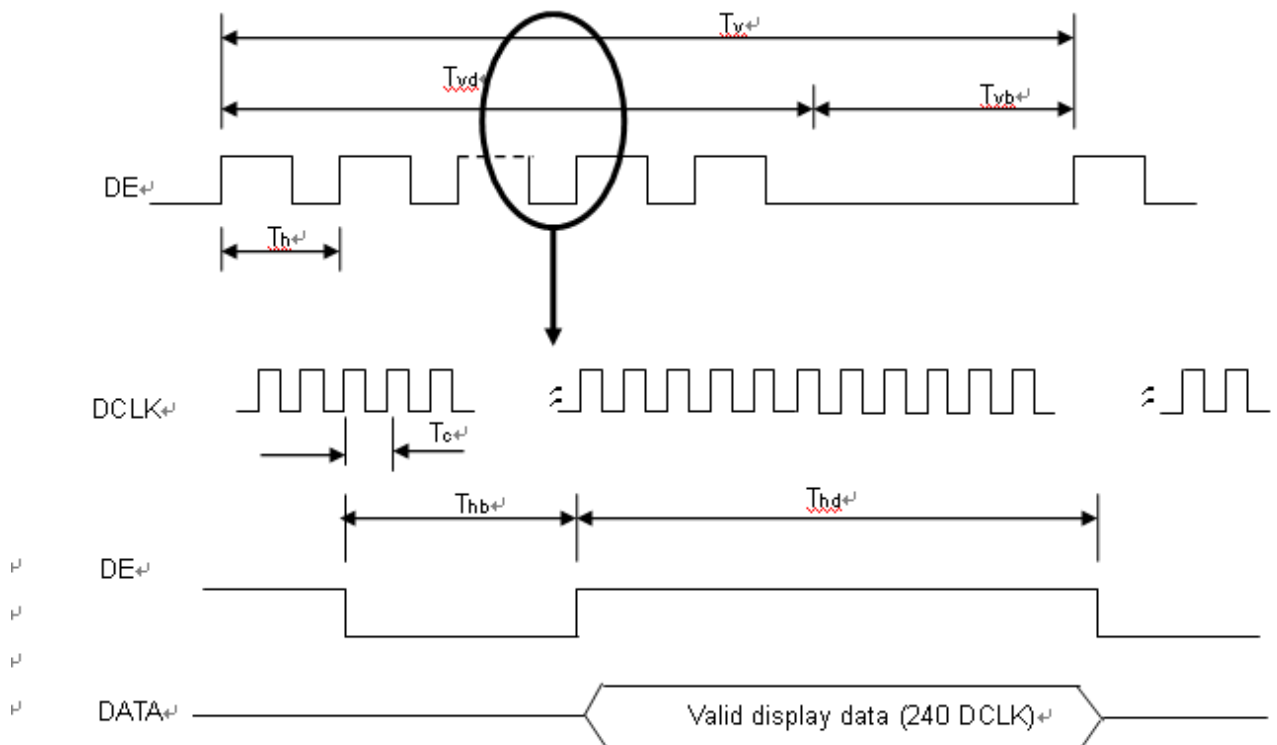 Tv↵
Tvd↵
Tvb↵
DE↵
Th↵
DCLK↵
Tc↵
Thb↵
Thd↵
↵ DE↵
↵
↵
↵ DATA↵ Valid display data (240 DCLK)↵